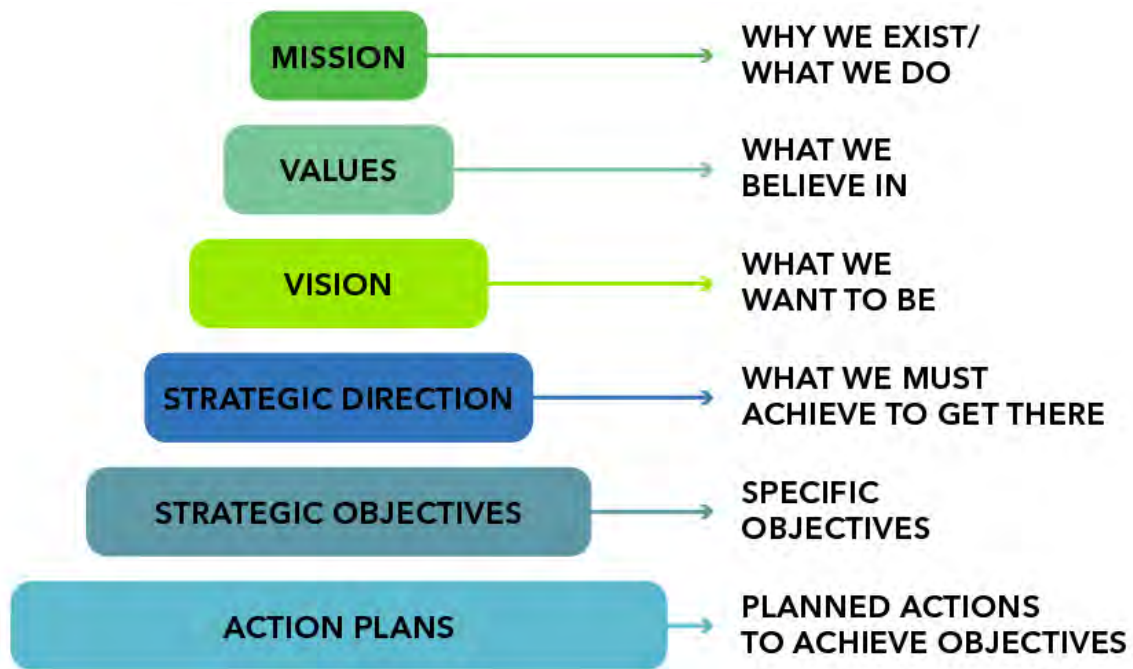 MISSION
WHY WE EXIST/
WHAT WE DO
VALUES
WHAT WE
BELIEVE IN
VISION
WHAT WE
WANT TO BE
STRATEGIC DIRECTION
WHAT WE MUST
ACHIEVE TO GET THERE
STRATEGIC OBJECTIVES
SPECIFIC
OBJECTIVES
ACTION PLANS
PLANNED ACTIONS
TO ACHIEVE OBJECTIVES